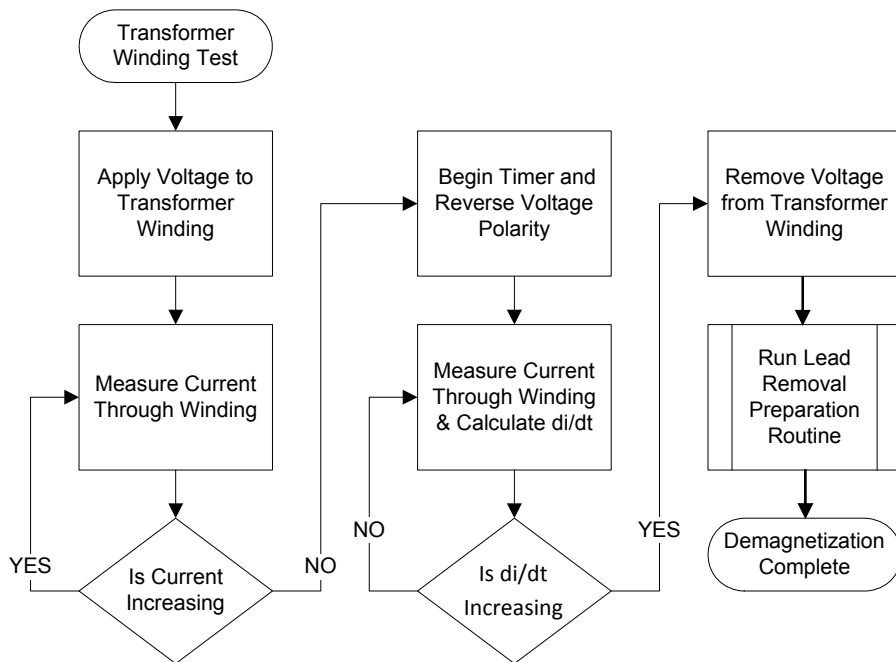 Transformer
Winding Test
Apply Voltage to
Transformer
Winding
Measure Current
Through Winding
YES
Is Current
Increasing
NO
Begin Timer and
Reverse Voltage
Polarity
Measure Current
Through Winding
& Calculate di/dt
NO
Is di/dt
Increasing
YES
Remove Voltage
from Transformer
Winding
Run Lead
Removal
Preparation
Routine
Demagnetization
Complete